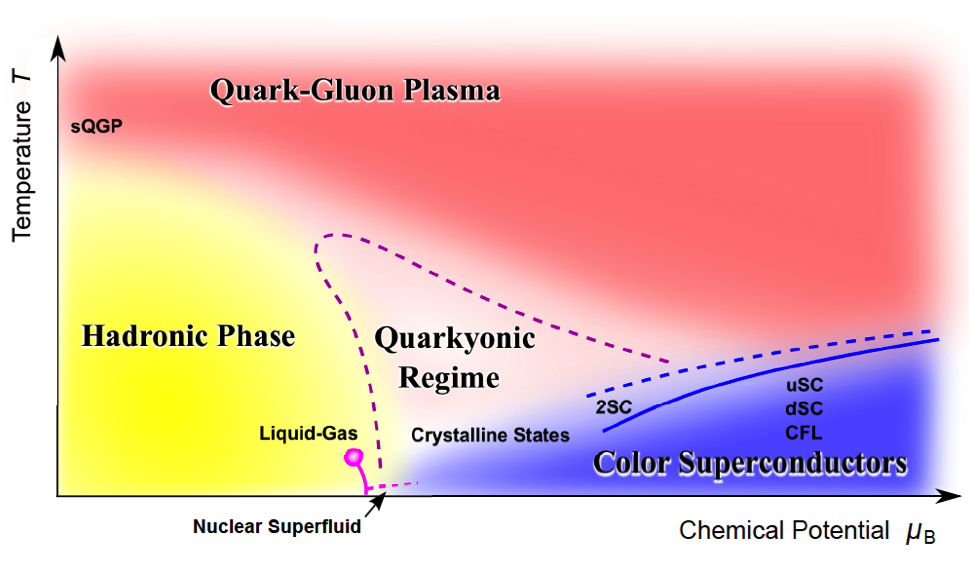 Quark-Gluon Plasma
sQGP
Temperature T
Hadronic Phase
Quarkyonic
Regime
uSC
2SC
dSC
CFL
Liquid-Gas
Crystalline States
Color Superconductors
Nuclear Superfluid
Chemical Potential μB